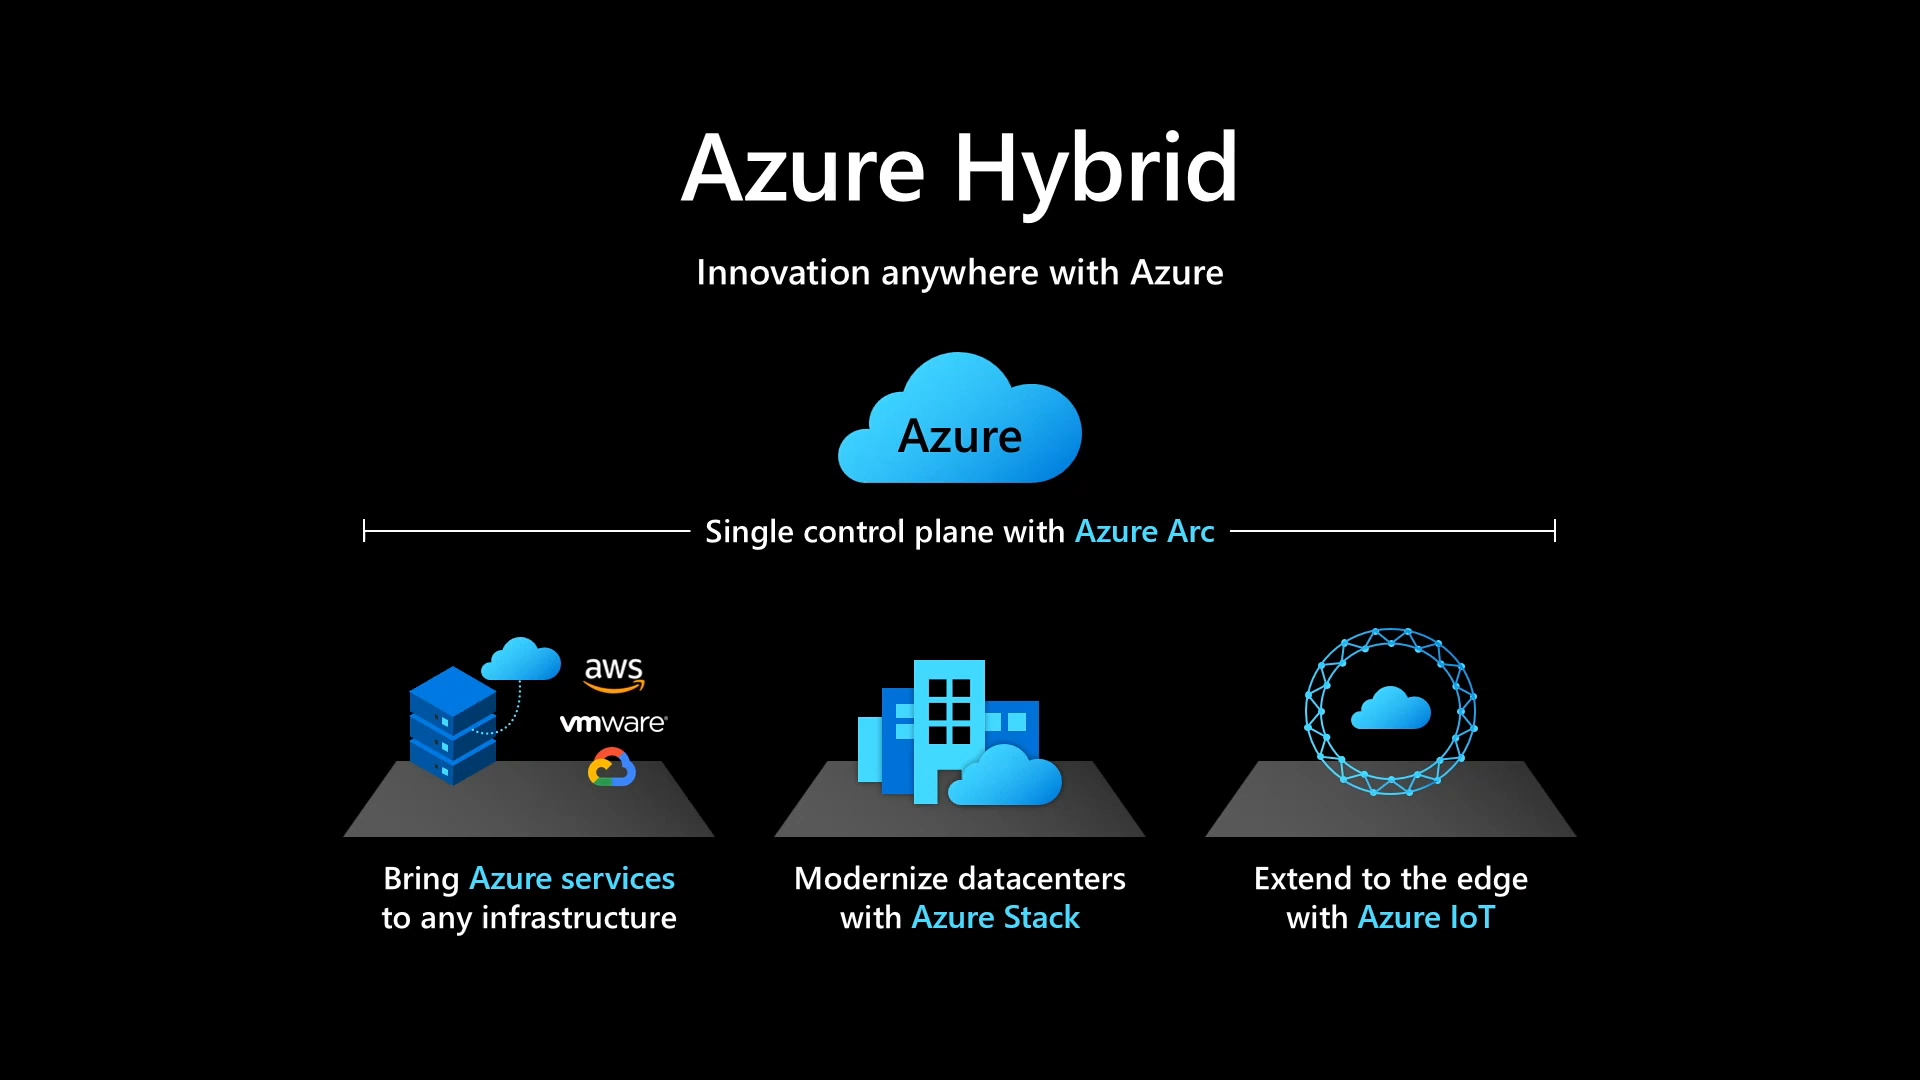 Azure Hybrid
Innovation anywhere with Azure
Azure
Single control plane with Azure Arc
aws
vmware®
Bring Azure services
to any infrastructure
Modernize datacenters
with Azure Stack
Extend to the edge
with Azure IoT